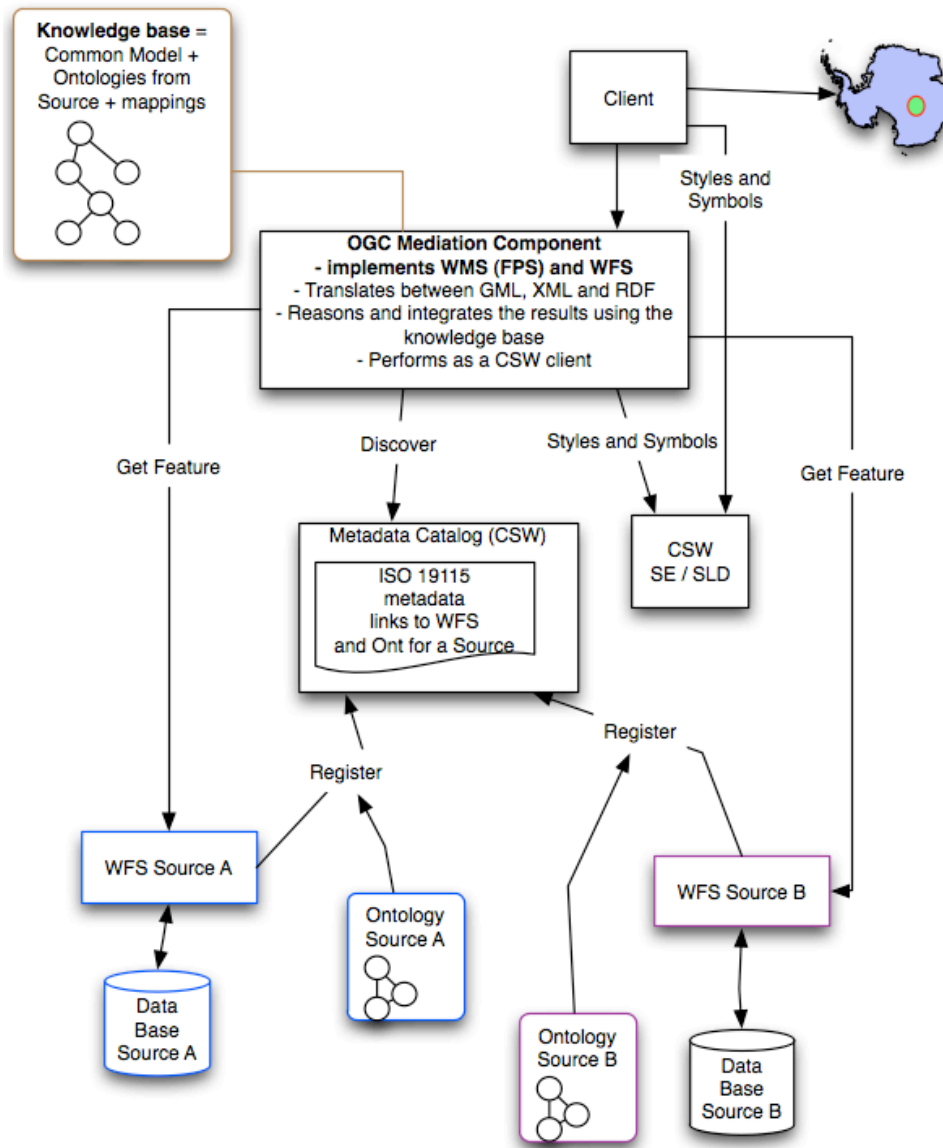 Knowledge base =
Common Model +
Ontologies from
Source + mappings
Client
Styles and
Symbols
OGC Mediation Component
- implements WMS (FPS) and WFS
- Translates between GML, XML and RDF
- Reasons and integrates the results using the
knowledge base
- Performs as a CSW client
Discover
Styles and Symbols
Get Feature
Get Feature
Metadata Catalog (CSW)
ISO 19115
metadata
links to WFS
and Ont for a Source
CSW
SE / SLD
Register
Register
WFS Source A
WFS Source B
Ontology
Source A
Data
Base
Source A
Ontology
Source B
Data
Base
Source B